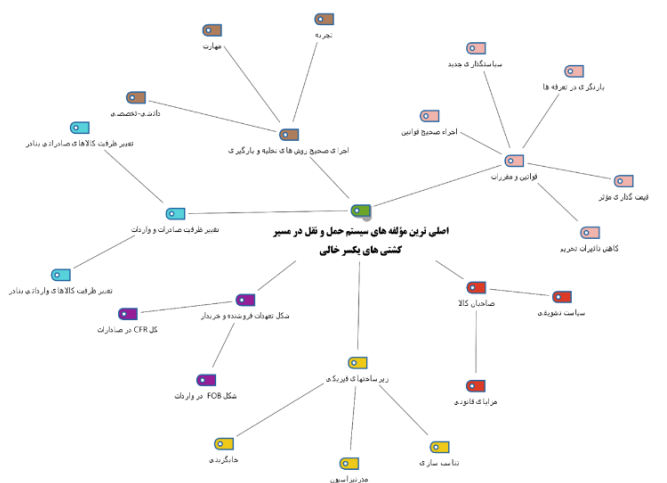 تجربه
مهارت
دانشی-تخصصی
اجرای صحیح روش های تخلیه و بارگیری
سیاستگذاری جدید
بازنگری در تعرفه ها
اجراء صحیح قوانین
قوانین و مقررات
قیمت گذاری مؤثر
کاهش تاثیرات تحریم
تغییر ظرفیت کالاهای صادراتی بنادر
تغییر ظرفیت صادرات و واردات
تغییر ظرفیت کالاهای وارداتی بنادر
اصلی ترین مؤلفه های سیستم حمل و نقل در مسیر
کشتی های یکسر خالی
شکل تعهدات فروشنده و خریدار
کل CFR در صادارات
شکل FOB در واردات
صاحبان کالا
سیاست تشویقی
مزایای قانونی
زیرساختهای فیزیکی
جایگزینی
مدرنیزاسیون
تناسب سازی